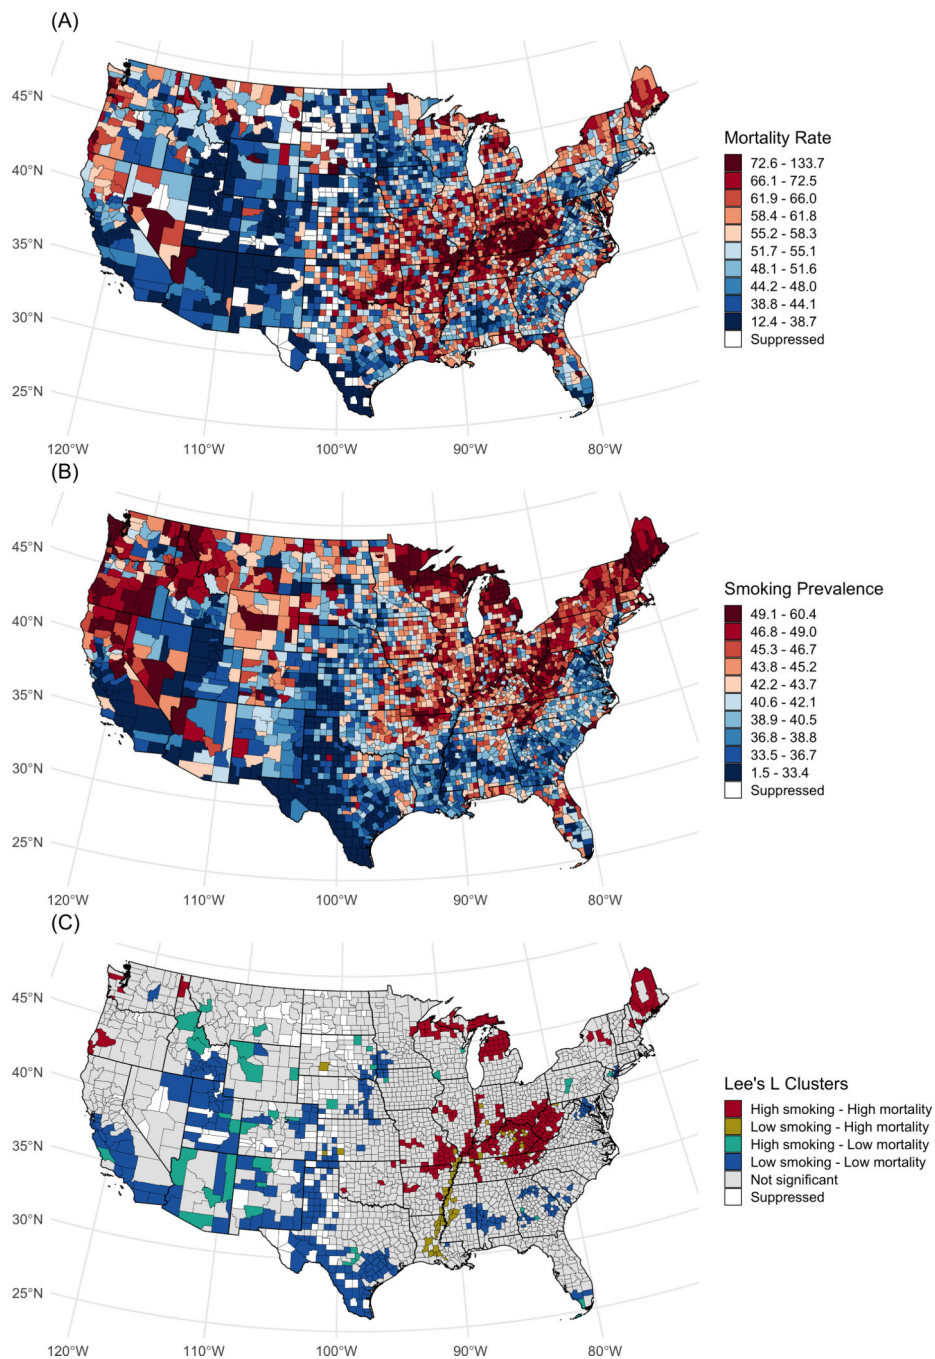 (A)
45°N
40°N
35°N
30°N
25°N
120°W
110°W
100°W
90°W
80°W
Mortality Rate
72.6 - 133.7
66.1 - 72.5
61.9 - 66.0
58.4 - 61.8
55.2 - 58.3
51.7 - 55.1
48.1 - 51.6
44.2 - 48.0
38.8 - 44.1
12.4 - 38.7
Suppressed
(B)
45°N
40°N
35°N
30°N
25°N
120°W
110°W
100°W
90°W
80°W
Smoking Prevalence
49.1 - 60.4
46.8 - 49.0
45.3 - 46.7
43.8 - 45.2
42.2 - 43.7
40.6 - 42.1
38.9 - 40.5
36.8 - 38.8
33.5 - 36.7
1.5 - 33.4
Suppressed
(C)
45°N
40°N
35°N
30°N
25°N
120°W
110°W
100°W
90°W
80°W
Lee's L Clusters
High smoking - High mortality
Low smoking - High mortality
High smoking - Low mortality
Low smoking - Low mortality
Not significant
Suppressed